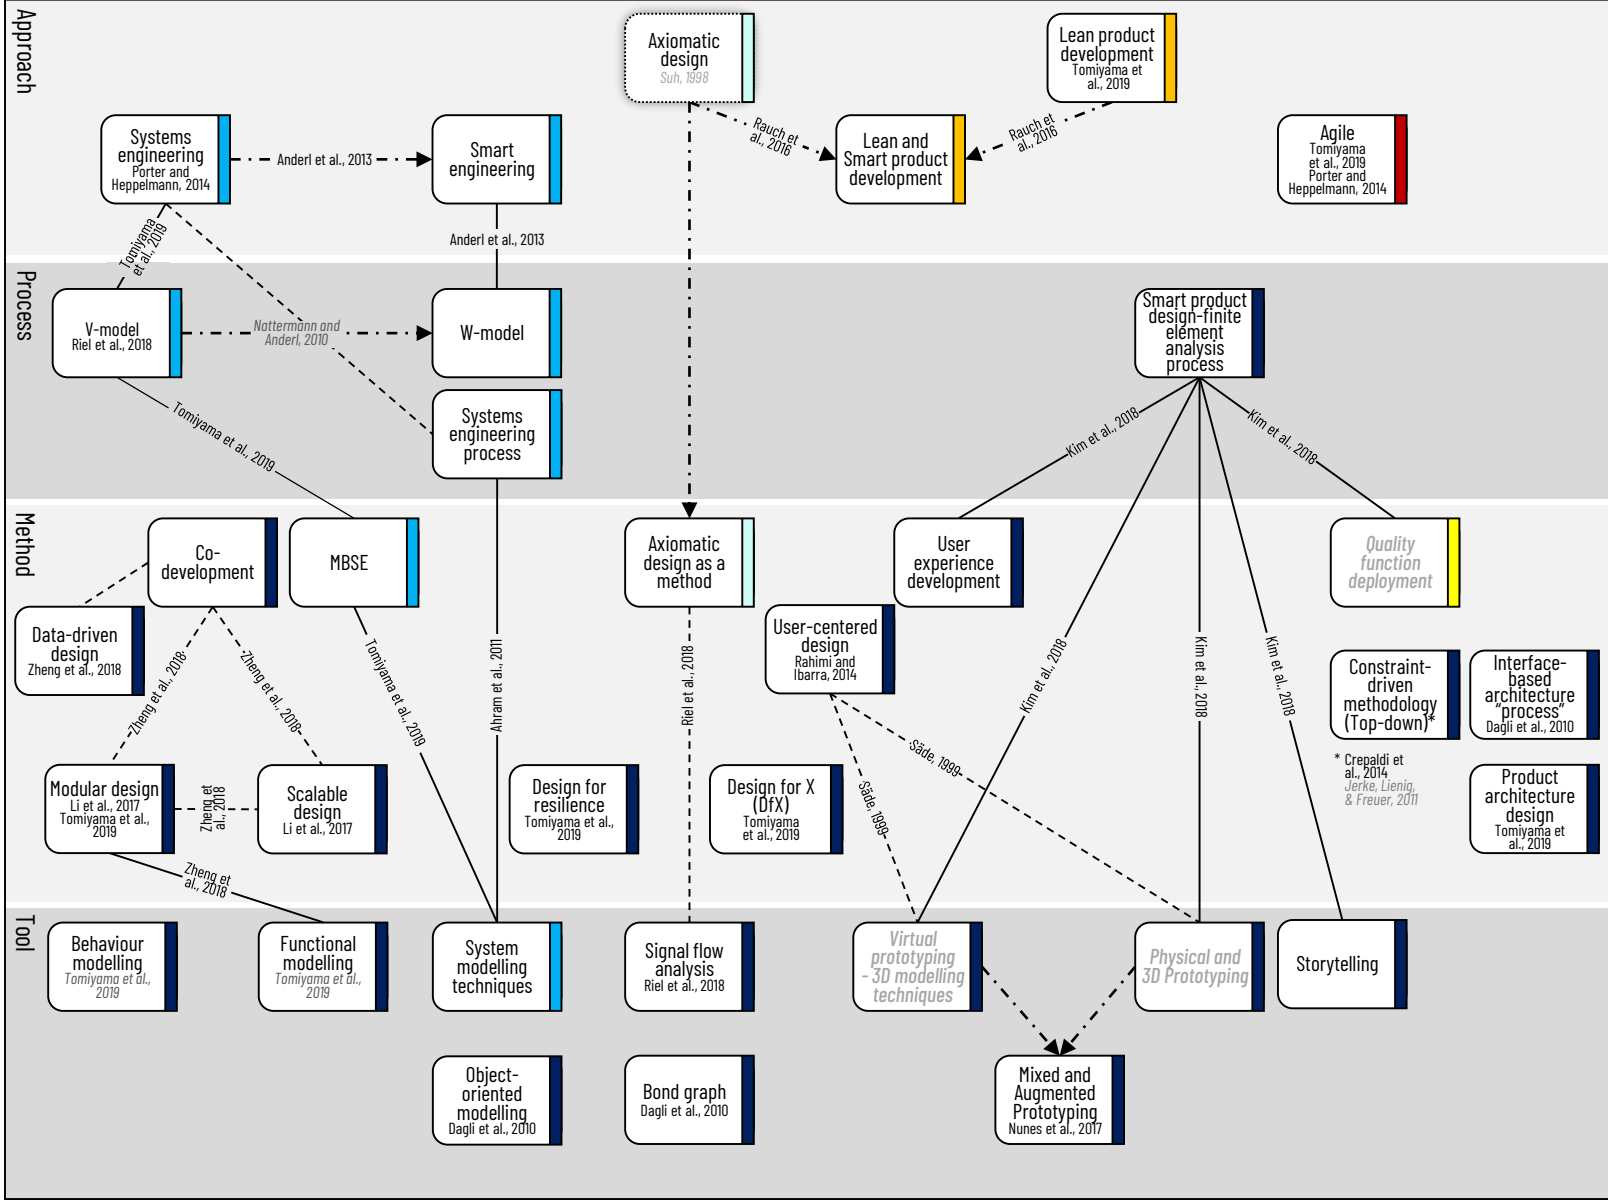 Approach
Axiomatic
design
Suh, 1998
Lean product
development
Tomiyama et
al., 2019
Systems
engineering
Porter and
Heppelmann, 2014
Anderl et al., 2013
Smart
engineering
Rauch et
al., 2016
Lean and
Smart product
development
Rauch et
al., 2016
Agile
Tomiyama
et al., 2019
Porter and
Heppelmann, 2014
Tomiyama
et al., 2019
Anderl et al., 2013
Process
V-model
Riel et al., 2018
Nattermann and
Anderl, 2010
W-model
Smart product
design-finite
element
analysis
process
Tomiyama et al., 2019
Systems
engineering
process
Kim et al., 2018
Kim et al., 2018
Method
Co-
development
MBSE
Axiomatic
design as a
method
User
experience
development
Quality
function
deployment
Data-driven
design
Zheng et al., 2018
Zheng et al., 2018
Zheng et al., 2018
Tomiyama et al., 2019
Ahram et al., 2011
Riel et al., 2018
User-centered
design
Rahimi and
Ibarra, 2014
Kim et al., 2018
Kim et al., 2018
Kim et al., 2018
Constraint-
driven
methodology
(Top-down)*
Interface-
based
architecture
"process"
Dagli et al., 2010
* Crepaldi et
al., 2014
Jerke, Lienig,
& Freuer, 2011
Modular design
Li et al., 2017
Tomiyama et al.,
2019
Zheng et
al., 2018
Scalable
design
Li et al., 2017
Design for
resilience
Tomiyama et al.,
2019
Design for X
(DfX)
Tomiyama
et al., 2019
Säde, 1999
Säde, 1999
Product
architecture
design
Tomiyama et
al., 2019
Zheng et
al., 2018
Tool
Behaviour
modelling
Tomiyama et al.,
2019
Functional
modelling
Tomiyama et al.,
2019
System
modelling
techniques
Signal flow
analysis
Riel et al., 2018
Virtual
prototyping
- 3D modelling
techniques
Physical and
3D Prototyping
Storytelling
Object-
oriented
modelling
Dagli et al., 2010
Bond graph
Dagli et al., 2010
Mixed and
Augmented
Prototyping
Nunes et al., 2017